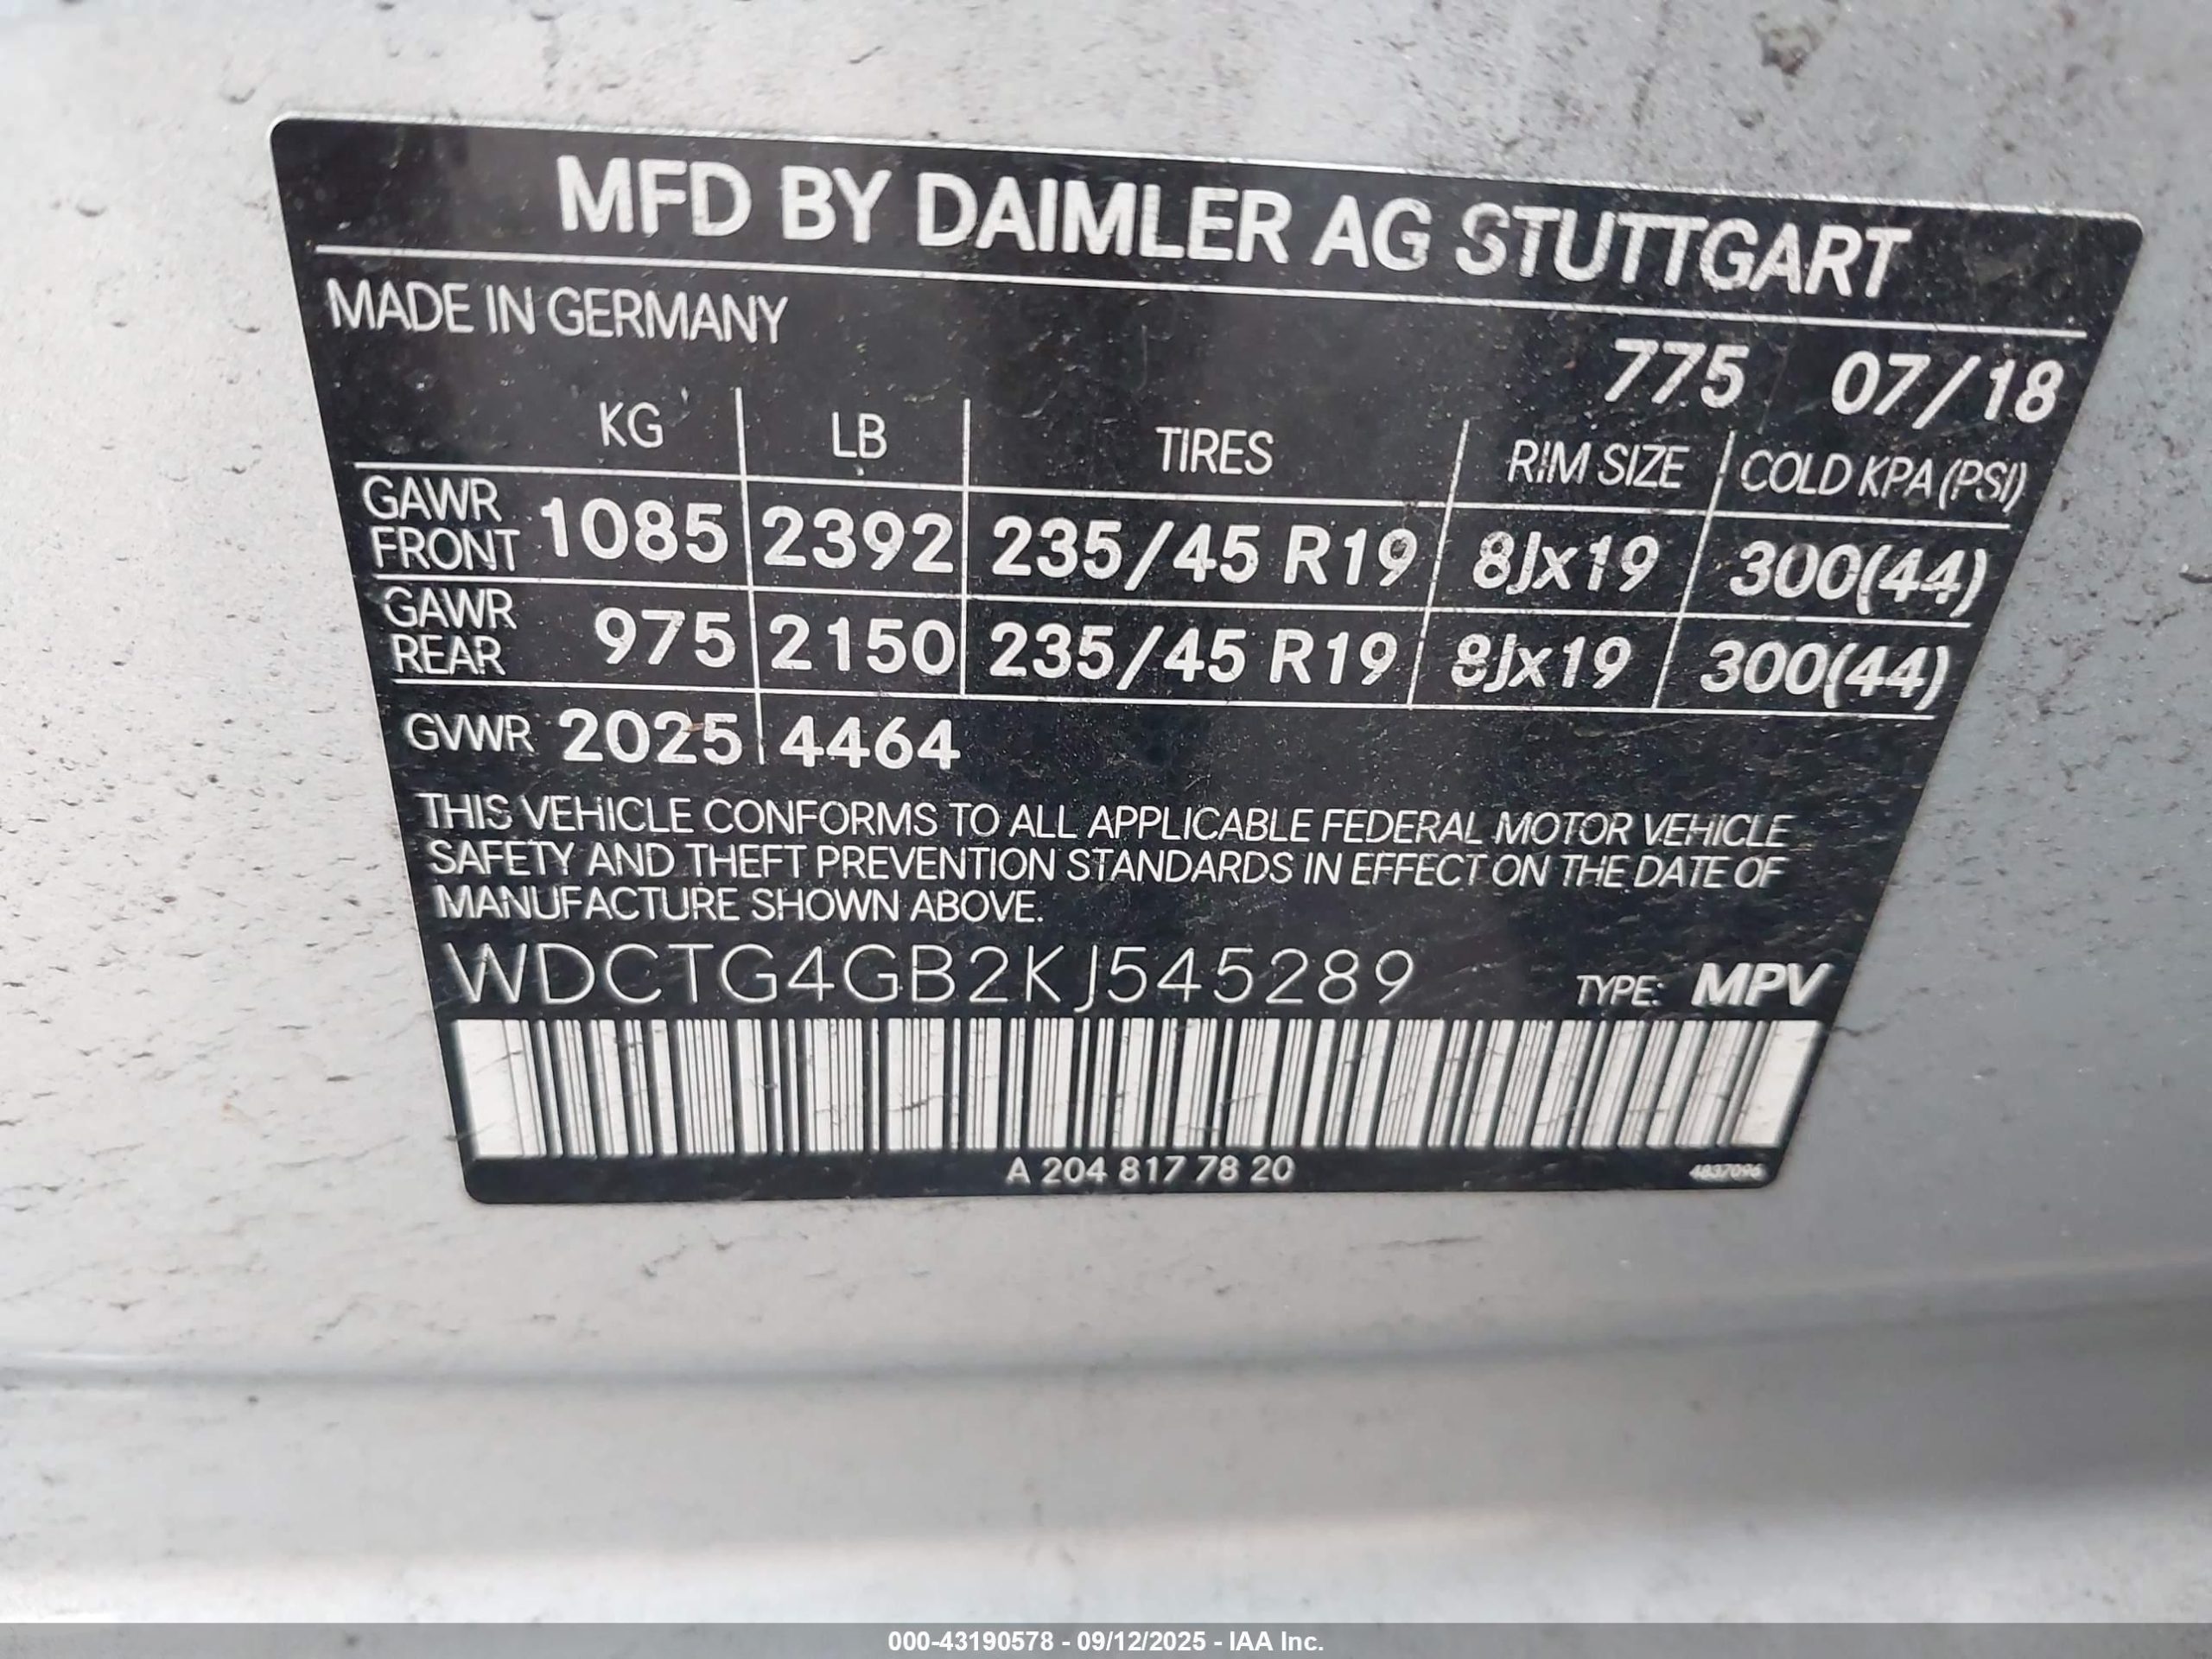 MFD BY DAIMLER AG STUTTGART
MADE IN GERMANY
775 07/18
KG LB TIRES RIM SIZE COLD KPA (PSI)
GAWR FRONT 1085 2392 235/45 R19 8Jx19 300(44)
GAWR REAR 975 2150 235/45 R19 8Jx19 300(44)
GVWR 2025 4464
THIS VEHICLE CONFORMS TO ALL APPLICABLE FEDERAL MOTOR VEHICLE
SAFETY AND THEFT PREVENTION STANDARDS IN EFFECT ON THE DATE OF
MANUFACTURE SHOWN ABOVE.
WDCTG4GB2KJ545289 TYPE: MPV
A 204 817 78 20 4837096
000-43190578 - 09/12/2025 - IAA Inc.